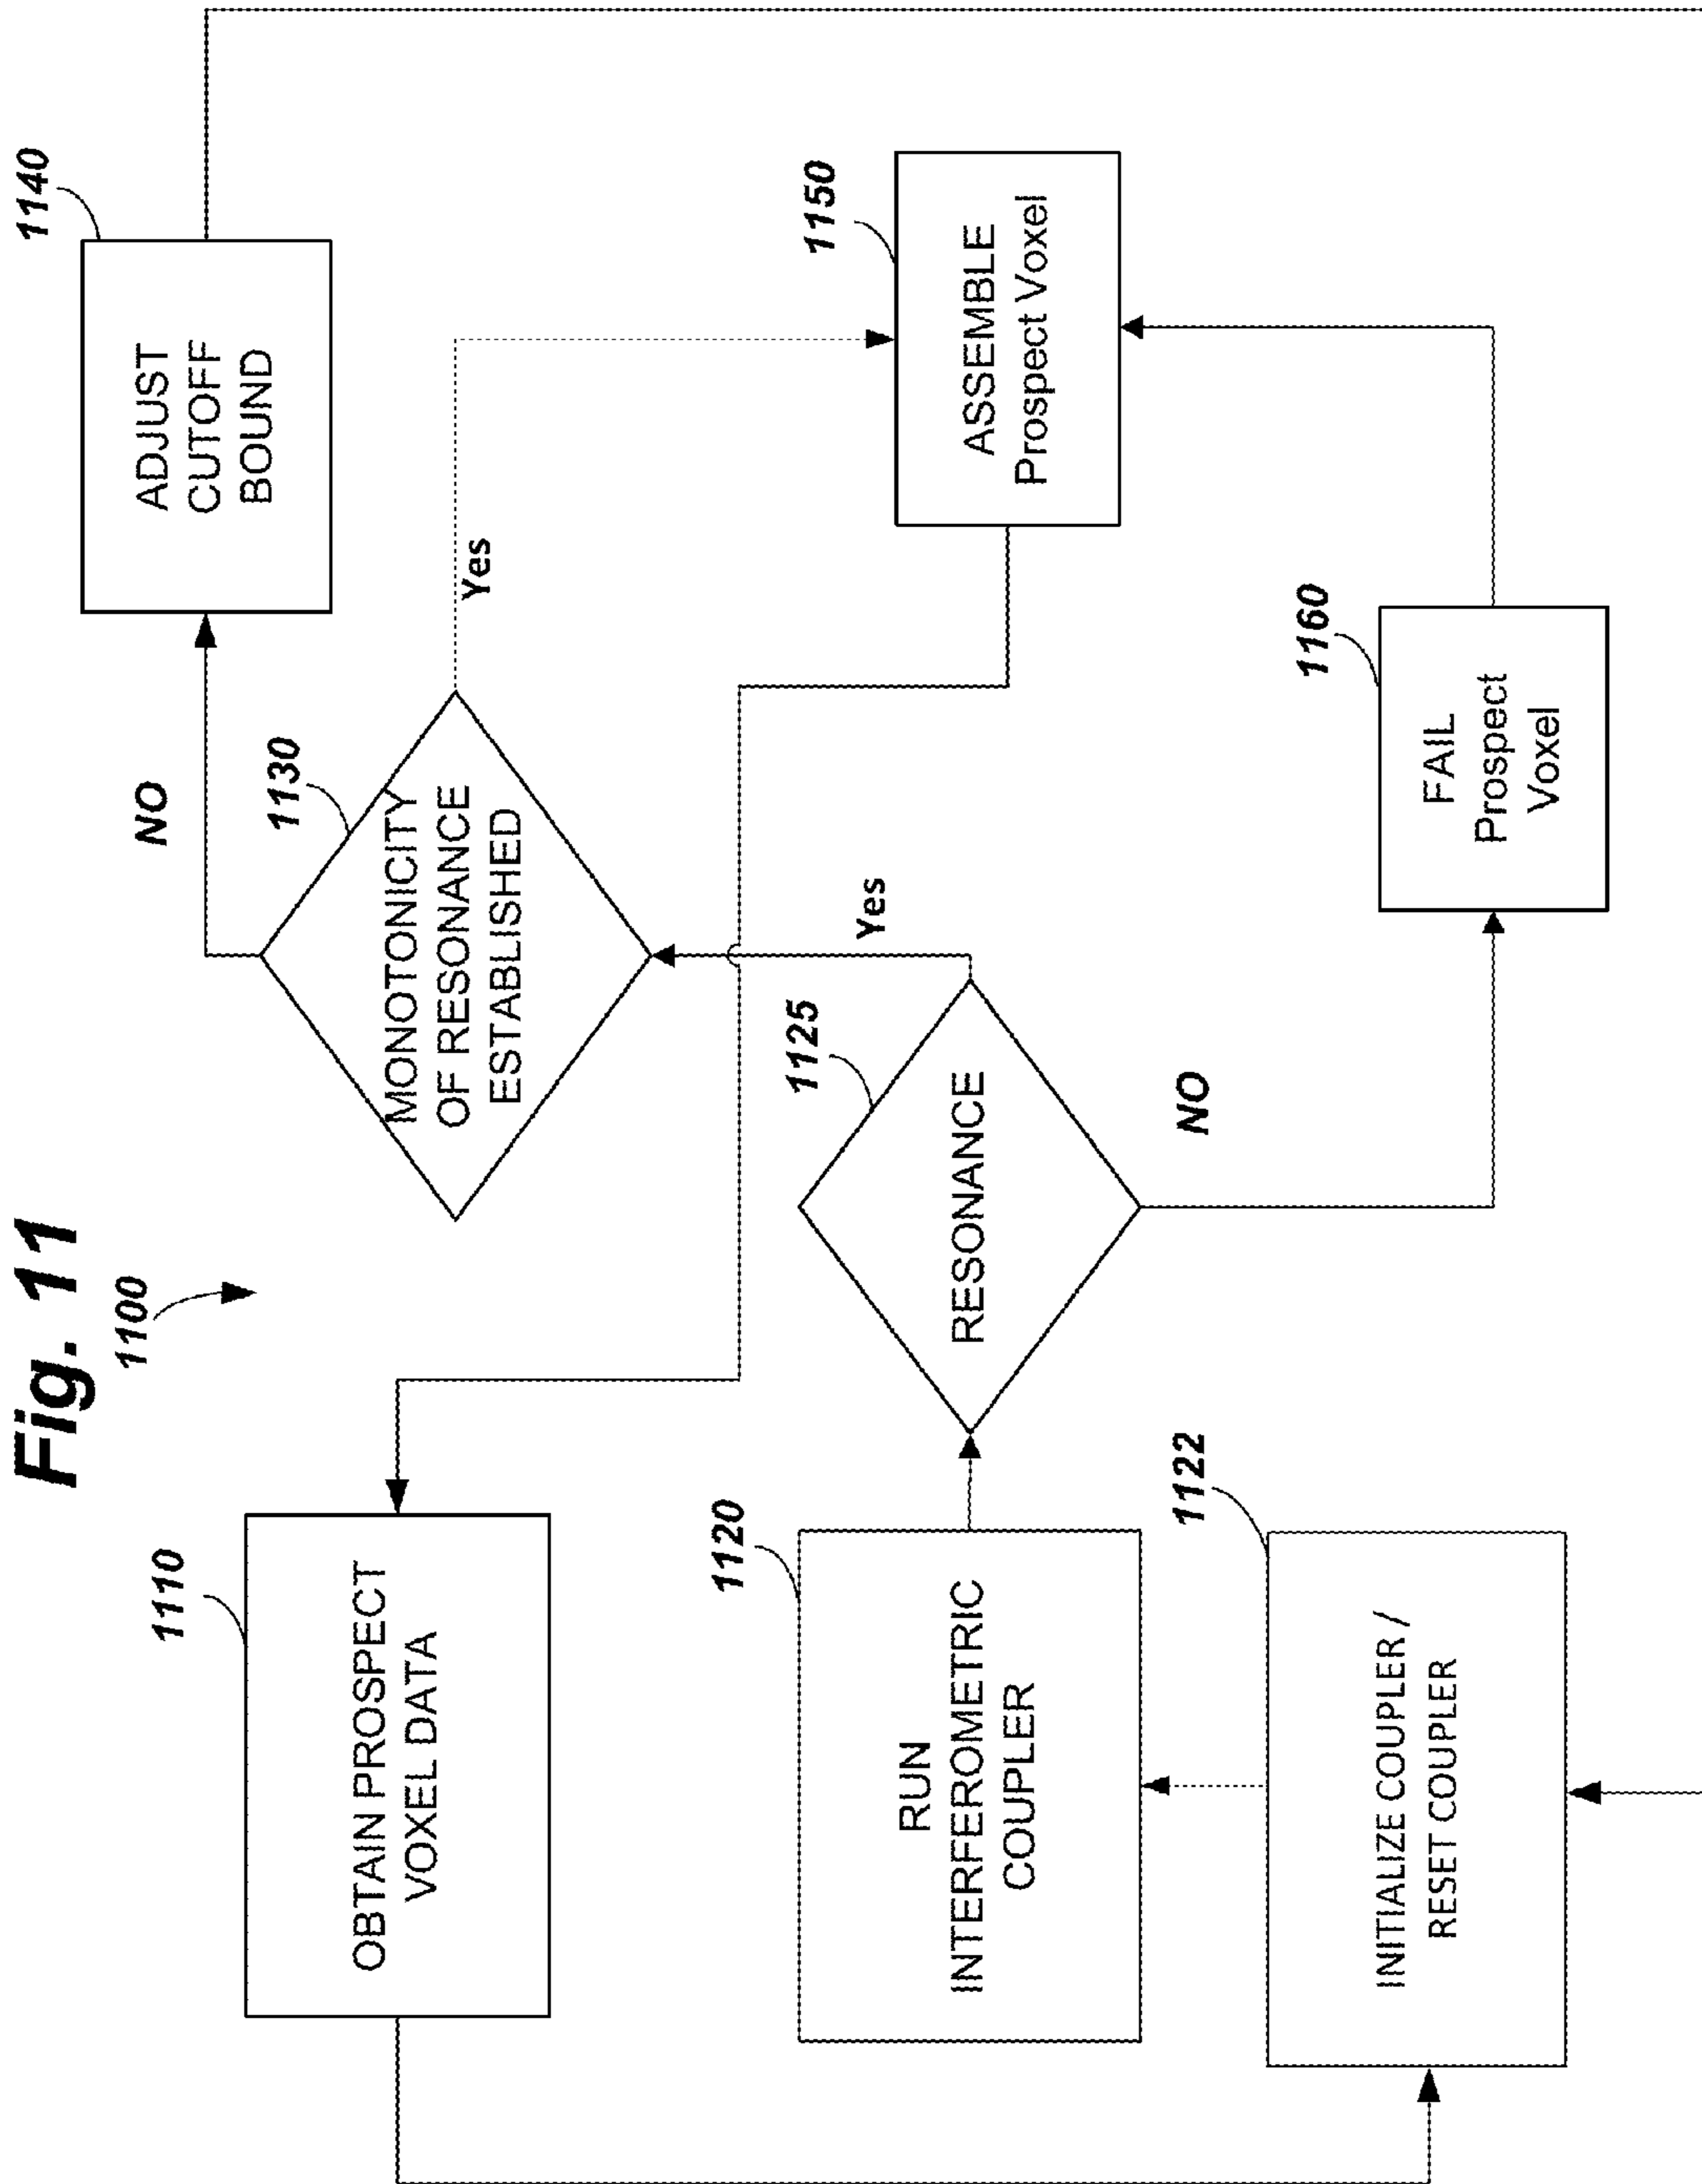 Fig. 11
1100
1110
OBTAIN PROSPECT
VOXEL DATA
NO
1140
ADJUST
CUTOFF
BOUND
1130
MONOTONICITY
OF RESONANCE
ESTABLISHED
Yes
1120
RUN
INTERFEROMETRIC
COUPLER
1125
RESONANCE
Yes
1150
ASSEMBLE
Prospect Voxel
1122
INITIALIZE COUPLER /
RESET COUPLER
NO
1160
FAIL
Prospect
Voxel